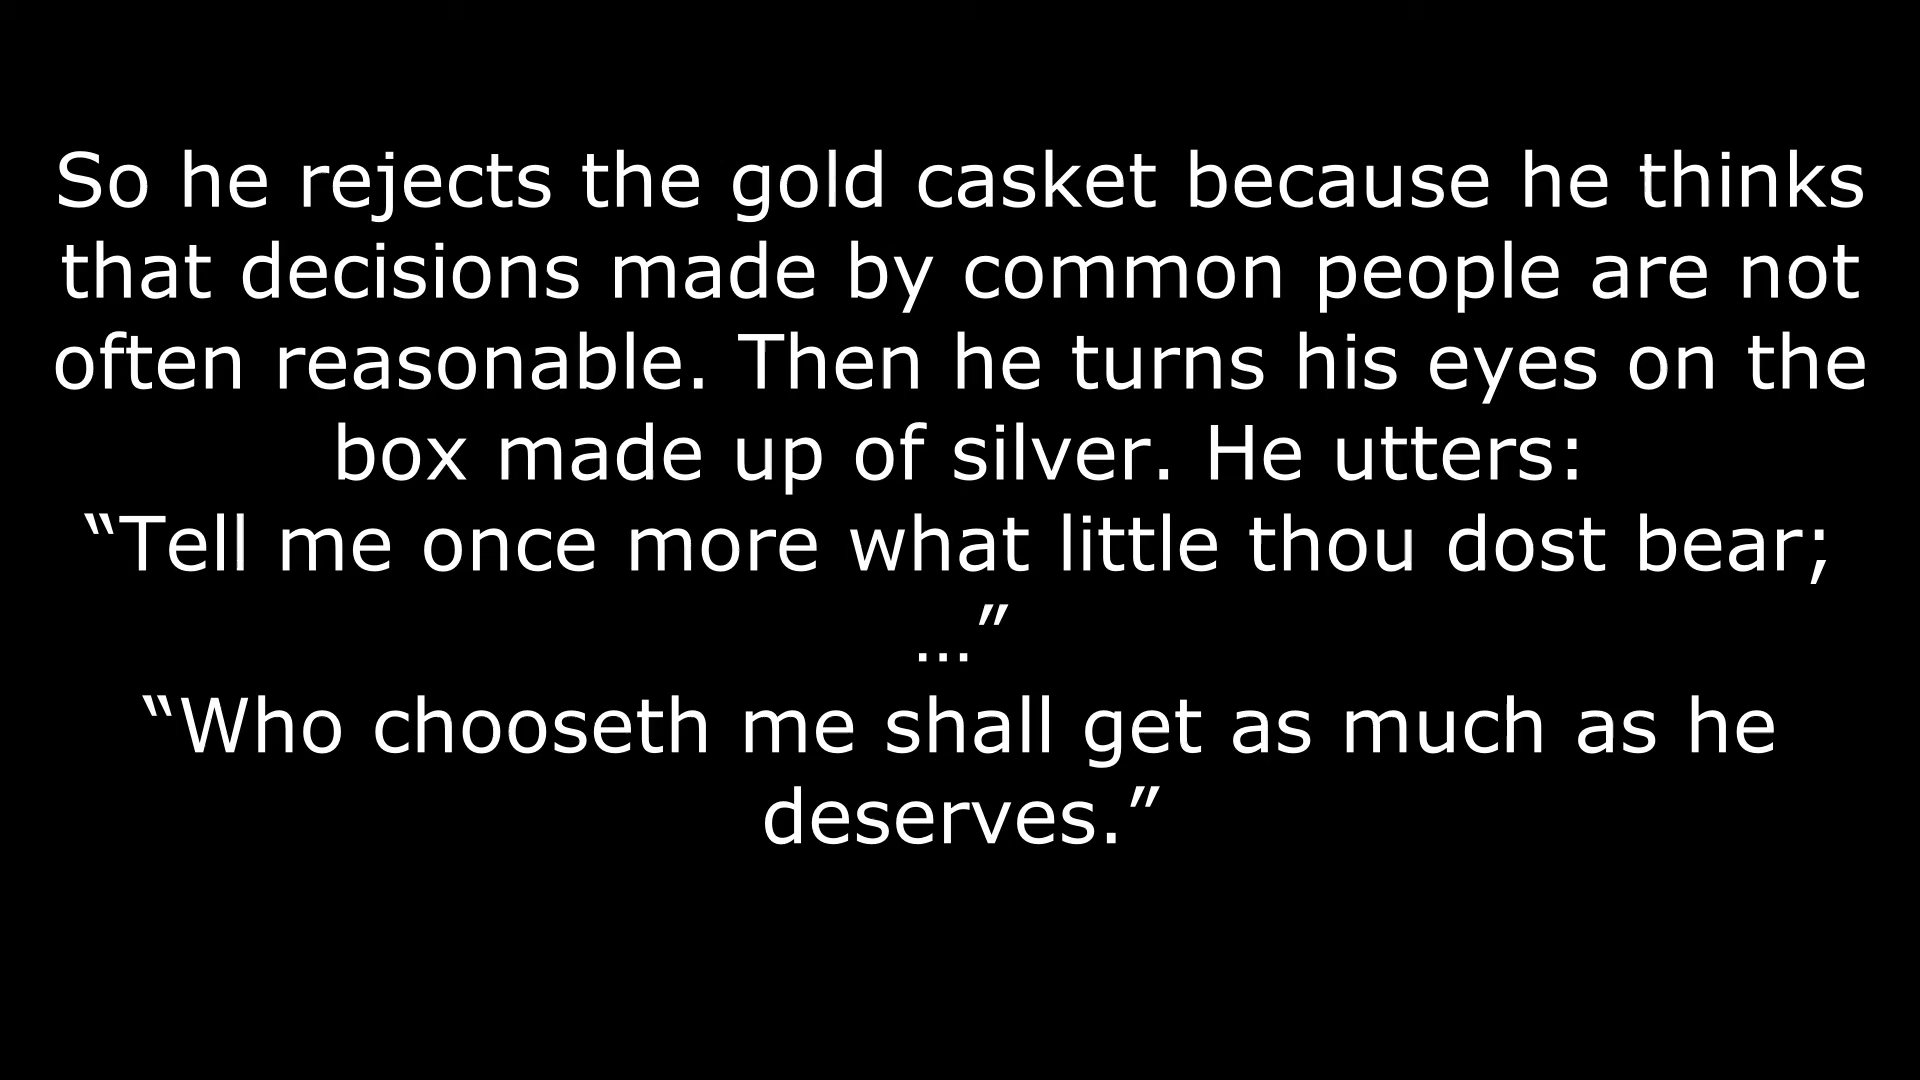 So he rejects the gold casket because he thinks
that decisions made by common people are not
often reasonable. Then he turns his eyes on the
box made up of silver. He utters:
“Tell me once more what little thou dost bear;
...”
“Who chooseth me shall get as much as he
deserves.”